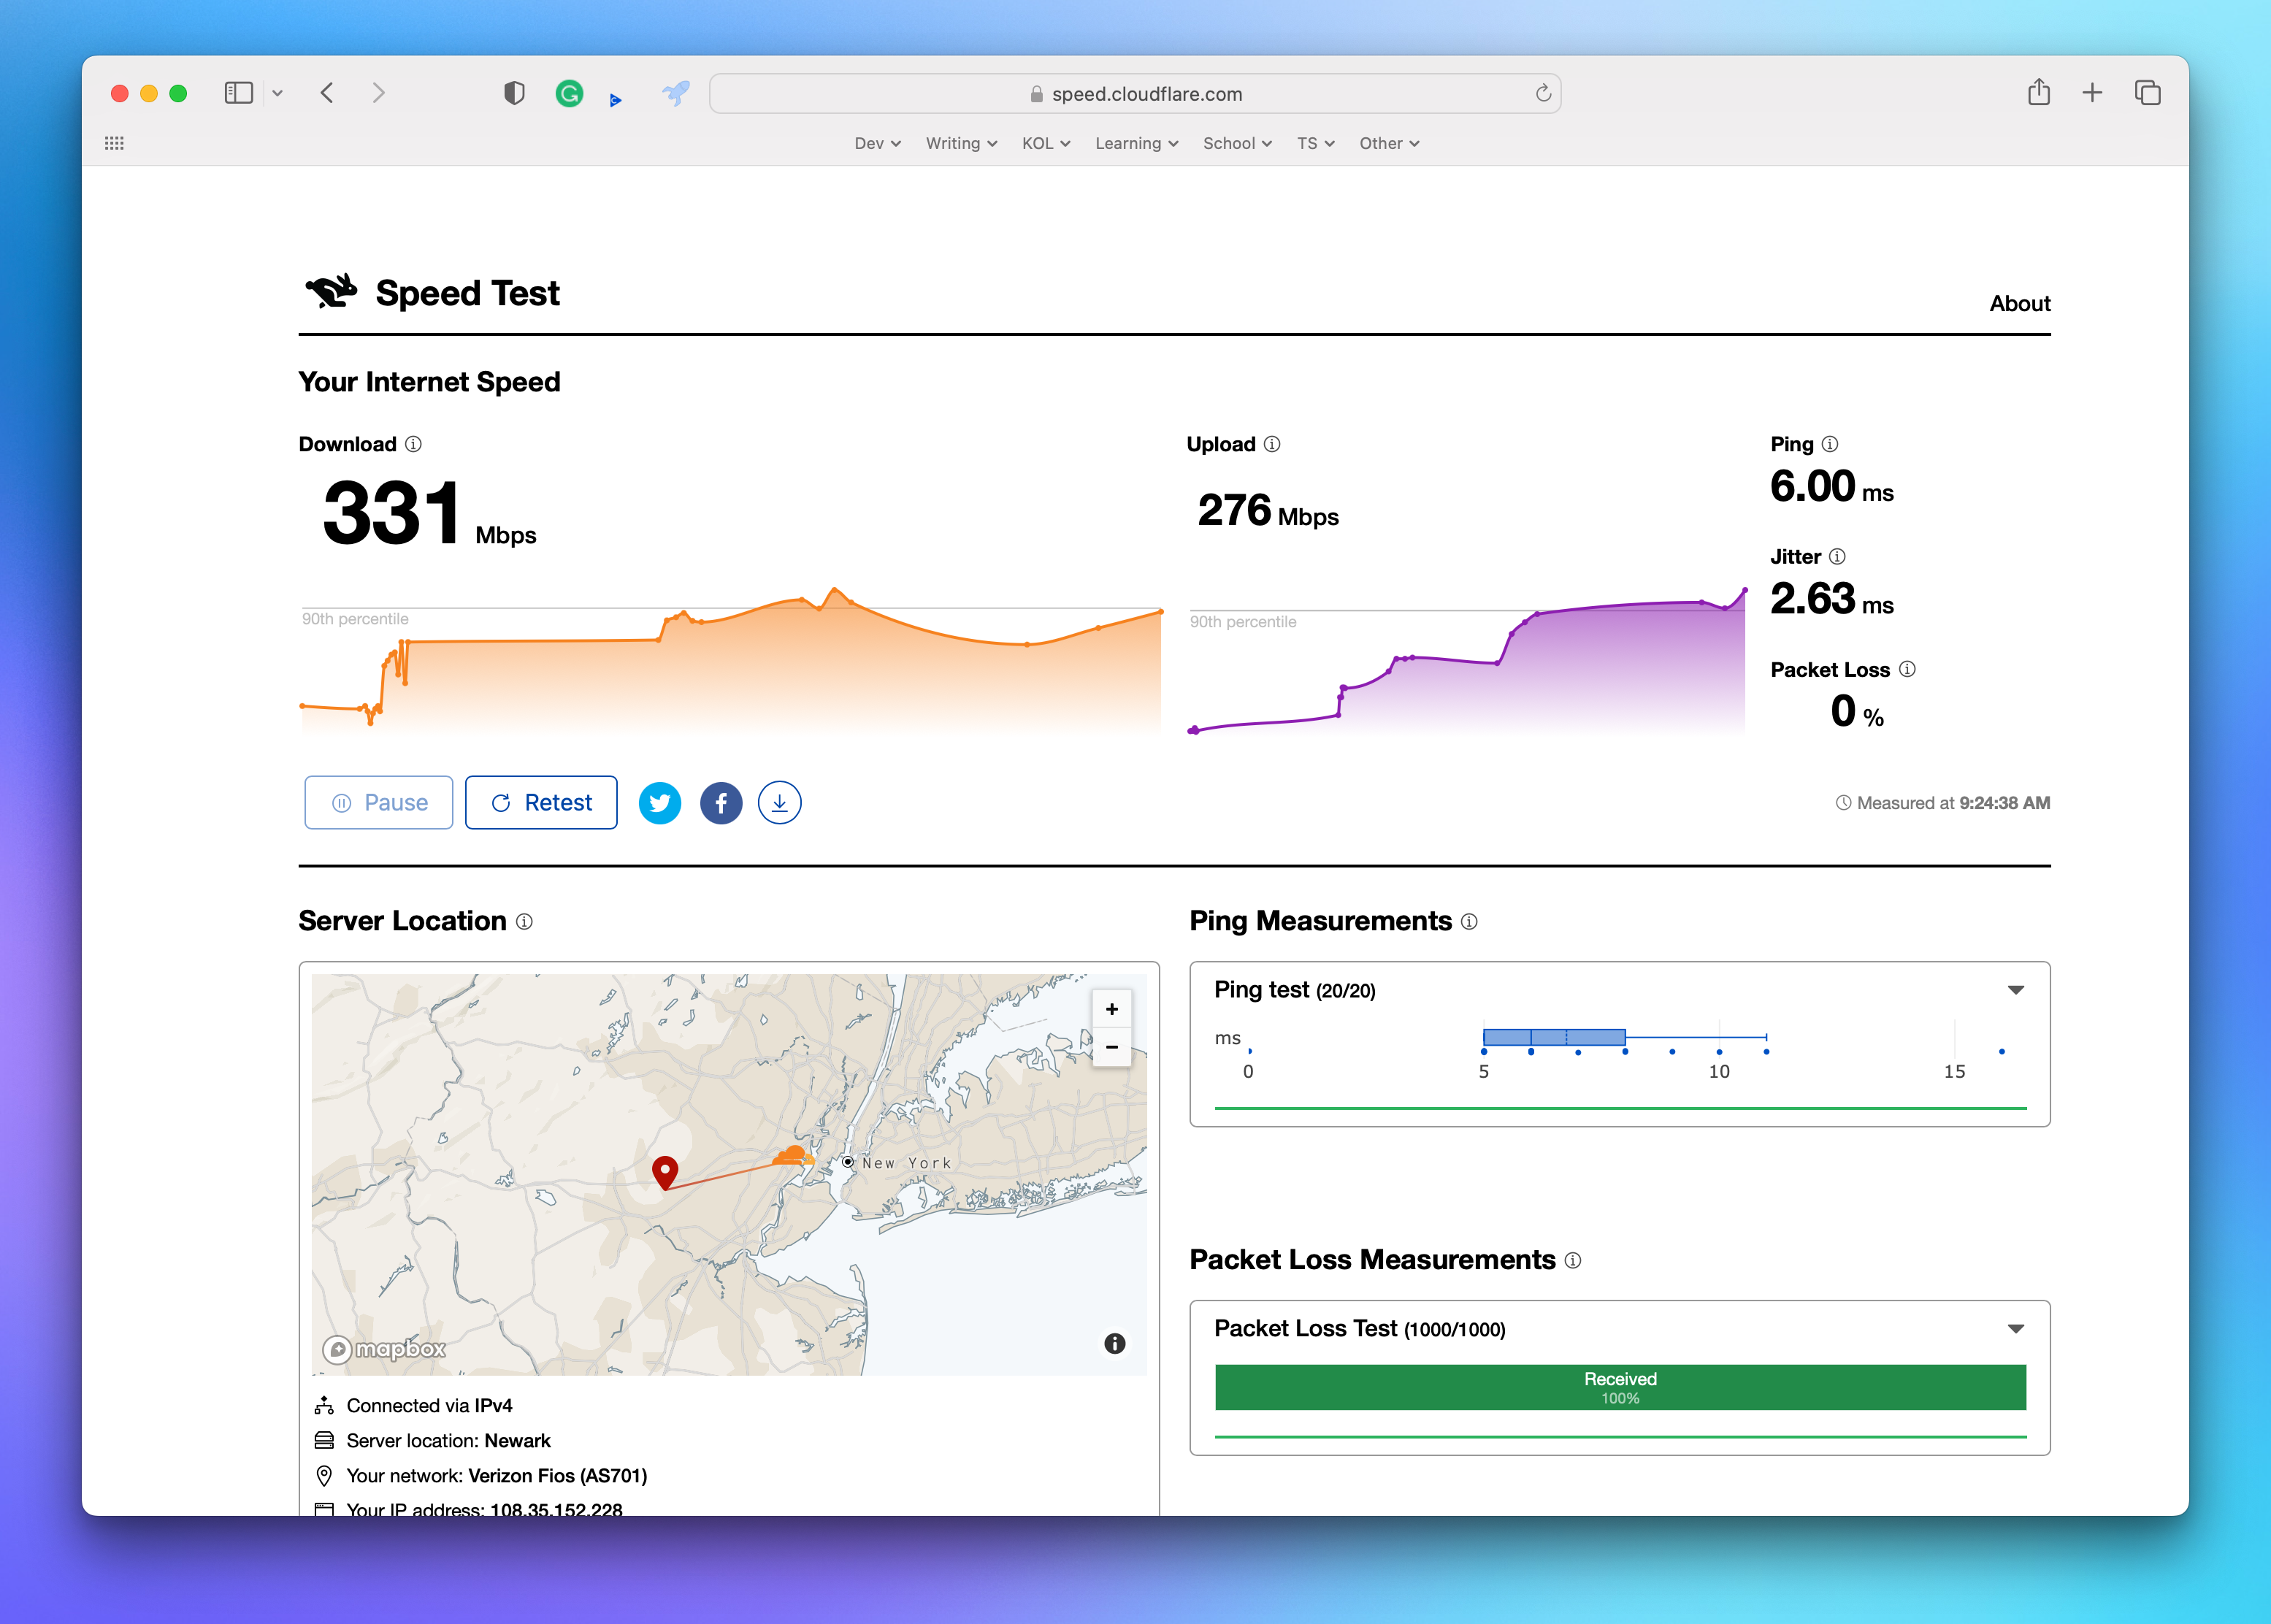 speed.cloudflare.com
Dev Writing KOL Learning School TS Other
Speed Test
About
Your Internet Speed
Download
331 Mbps
90th percentile
Upload
276 Mbps
90th percentile
Ping
6.00 ms
Jitter
2.63 ms
Packet Loss
0 %
Pause
Retest
Measured at 9:24:38 AM
Server Location
New York
mapbox
Connected via IPv4
Server location: Newark
Your network: Verizon Fios (AS701)
Your IP address: 108.35.152.228
Ping Measurements
Ping test (20/20)
ms
0 5 10 15
Packet Loss Measurements
Packet Loss Test (1000/1000)
Received
100%